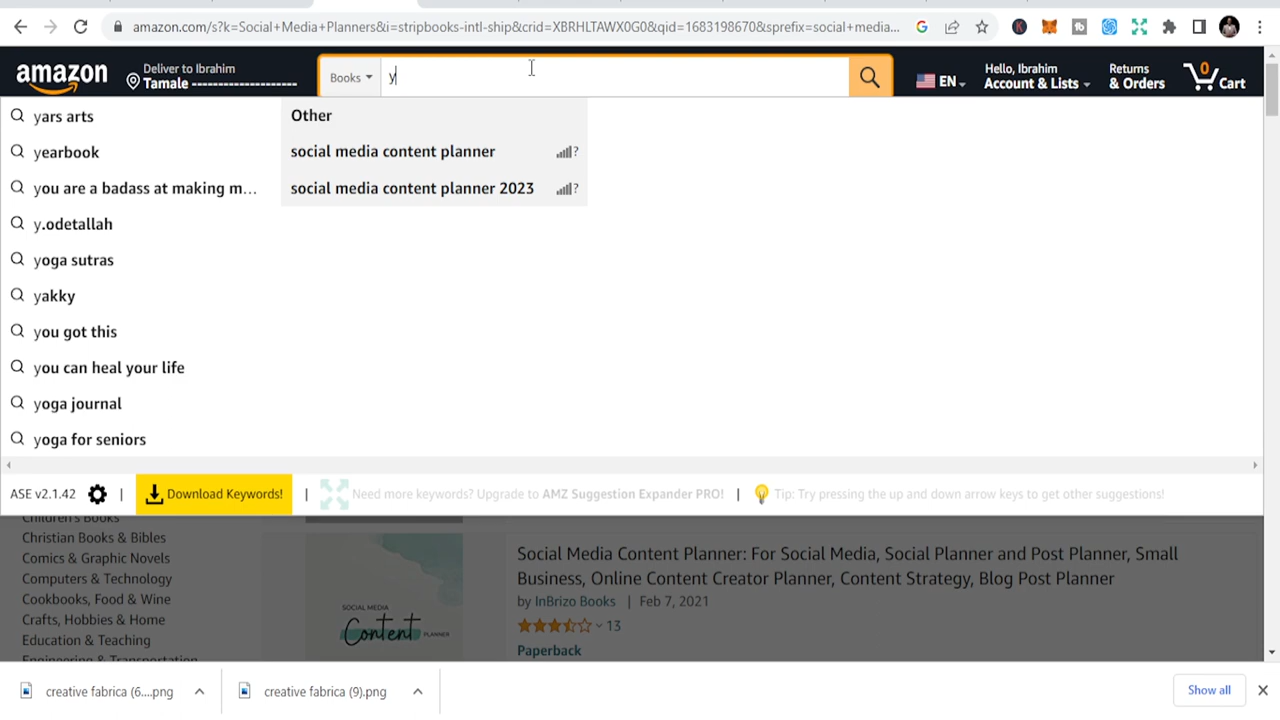 amazon.com/s?k=Social+Media+Planners&i=stripbooks-intl-ship&crid=XBRHLTAWX0G0&qid=1683198670&sprefix=social+media...
amazon
Deliver to Ibrahim
Tamale ------------------
Books
y
EN
Hello, Ibrahim
Account & Lists
Returns
& Orders
0
Cart
yars arts
yearbook
you are a badass at making m...
y.odetallah
yoga sutras
yakky
you got this
you can heal your life
yoga journal
yoga for seniors
Other
social media content planner ?
social media content planner 2023 ?
ASE v2.1.42 | Download Keywords! | Need more keywords? Upgrade to AMZ Suggestion Expander PRO! | Tip: Try pressing the up and down arrow keys to get other suggestions!
Children's Books
Christian Books & Bibles
Comics & Graphic Novels
Computers & Technology
Cookbooks, Food & Wine
Crafts, Hobbies & Home
Education & Teaching
Engineering & Transportation
SOCIAL MEDIA
Content PLANNER
Social Media Content Planner: For Social Media, Social Planner and Post Planner, Small
Business, Online Content Creator Planner, Content Strategy, Blog Post Planner
by InBrizo Books | Feb 7, 2021
13
Paperback
creative fabrica (6....png
creative fabrica (9).png
Show all